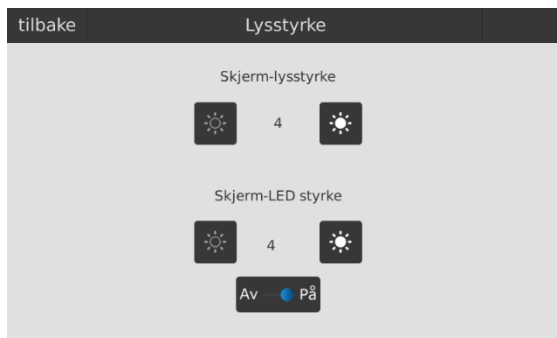 tilbake Lysstyrke
Skjerm-lysstyrke
4
Skjerm-LED styrke
4
Av På